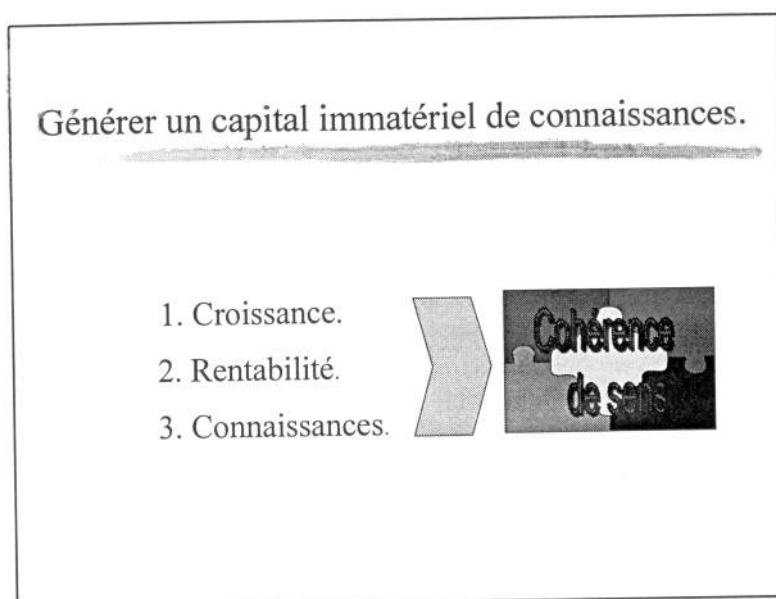 Générer un capital immatériel de connaissances.
1. Croissance.
2. Rentabilité.
3. Connaissances.
Cohérence
de sens